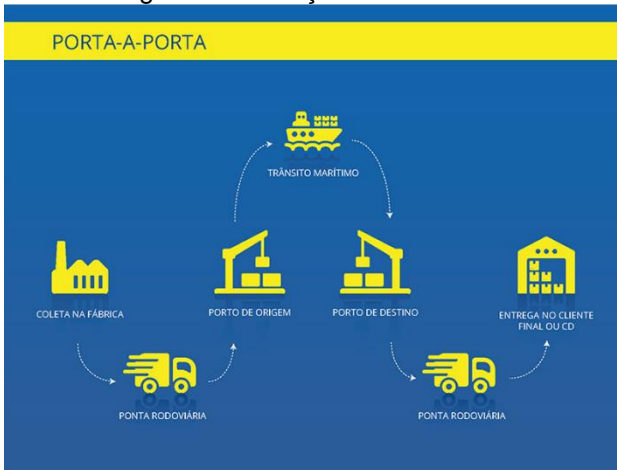 PORTA-A-PORTA
TRÂNSITO MARÍTIMO
COLETA NA FÁBRICA
PORTO DE ORIGEM
PORTO DE DESTINO
ENTREGA NO CLIENTE
FINAL OU CD
PONTA RODOVIÁRIA
PONTA RODOVIÁRIA